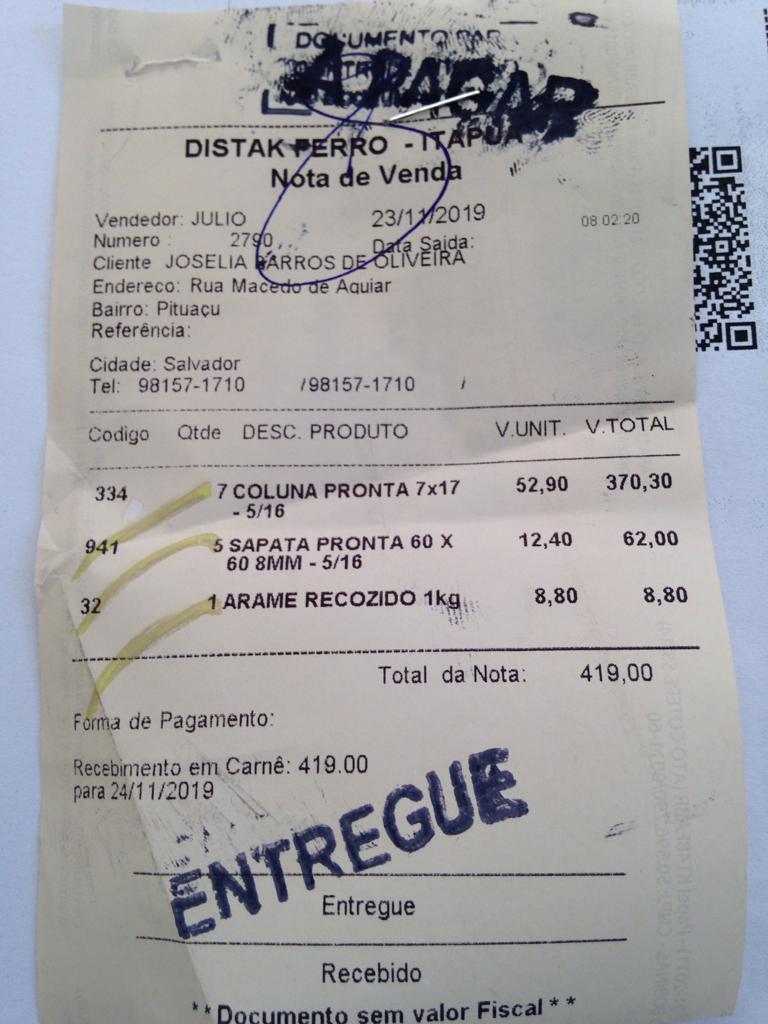 DOCUMENTO PAR
A PAGAR
DISTAK FERRO - ITAPUA
Nota de Venda
Vendedor: JULIO 23/11/2019 08:02:20
Numero : 2790 Data Saida:
Cliente JOSELIA BARROS DE OLIVEIRA
Endereco: Rua Macedo de Aguiar
Bairro: Pituaçu
Referência:
Cidade: Salvador
Tel: 98157-1710 /98157-1710 /
Codigo Qtde DESC. PRODUTO V.UNIT. V.TOTAL
334 7 COLUNA PRONTA 7x17 52,90 370,30
- 5/16
941 5 SAPATA PRONTA 60 X 12,40 62,00
60 8MM - 5/16
32 1 ARAME RECOZIDO 1kg 8,80 8,80
Total da Nota: 419,00
Forma de Pagamento:
Recebimento em Carnê: 419.00
para 24/11/2019
ENTREGUE
Entregue
Recebido
**Documento sem valor Fiscal**